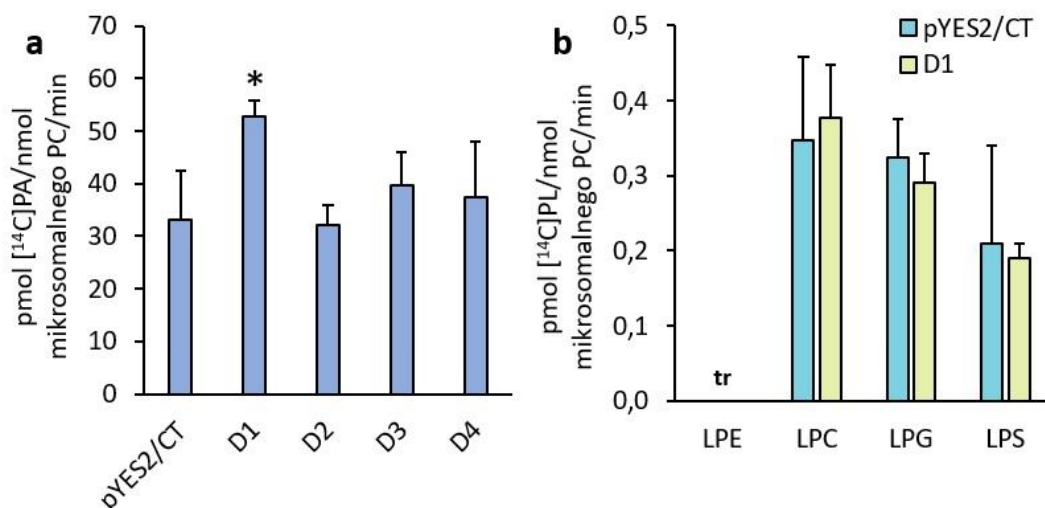 a
pmol [¹⁴C]PA/nmol
mikrosomalnego PC/min
70
60
50
40
30
20
10
0
*
pYES2/CT
D1
D2
D3
D4
b
pmol [¹⁴C]PL/nmol
mikrosomalnego PC/min
0,5
0,4
0,3
0,2
0,1
0,0
pYES2/CT
D1
tr
LPE
LPC
LPG
LPS